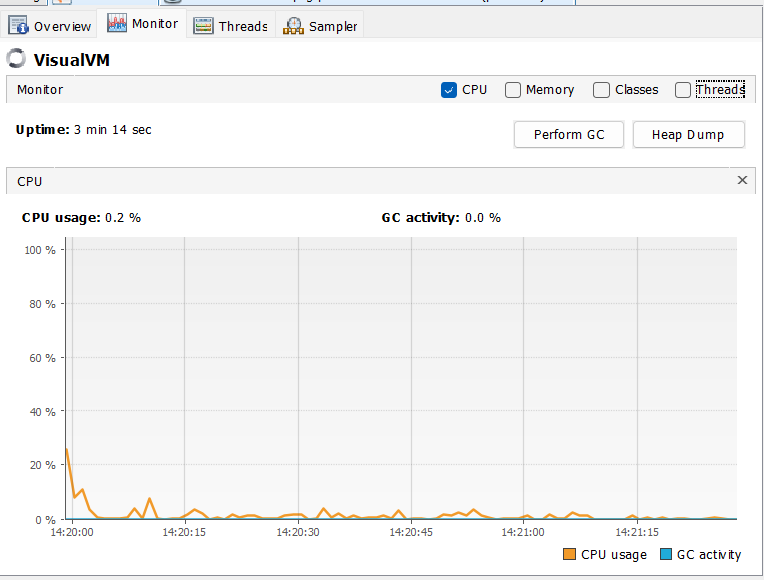 Overview Monitor Threads Sampler
VisualVM
Monitor CPU Memory Classes Threads
Uptime: 3 min 14 sec
Perform GC Heap Dump
CPU
CPU usage: 0.2 % GC activity: 0.0 %
100 %
80 %
60 %
40 %
20 %
0 %
14:20:00 14:20:15 14:20:30 14:20:45 14:21:00 14:21:15
CPU usage GC activity